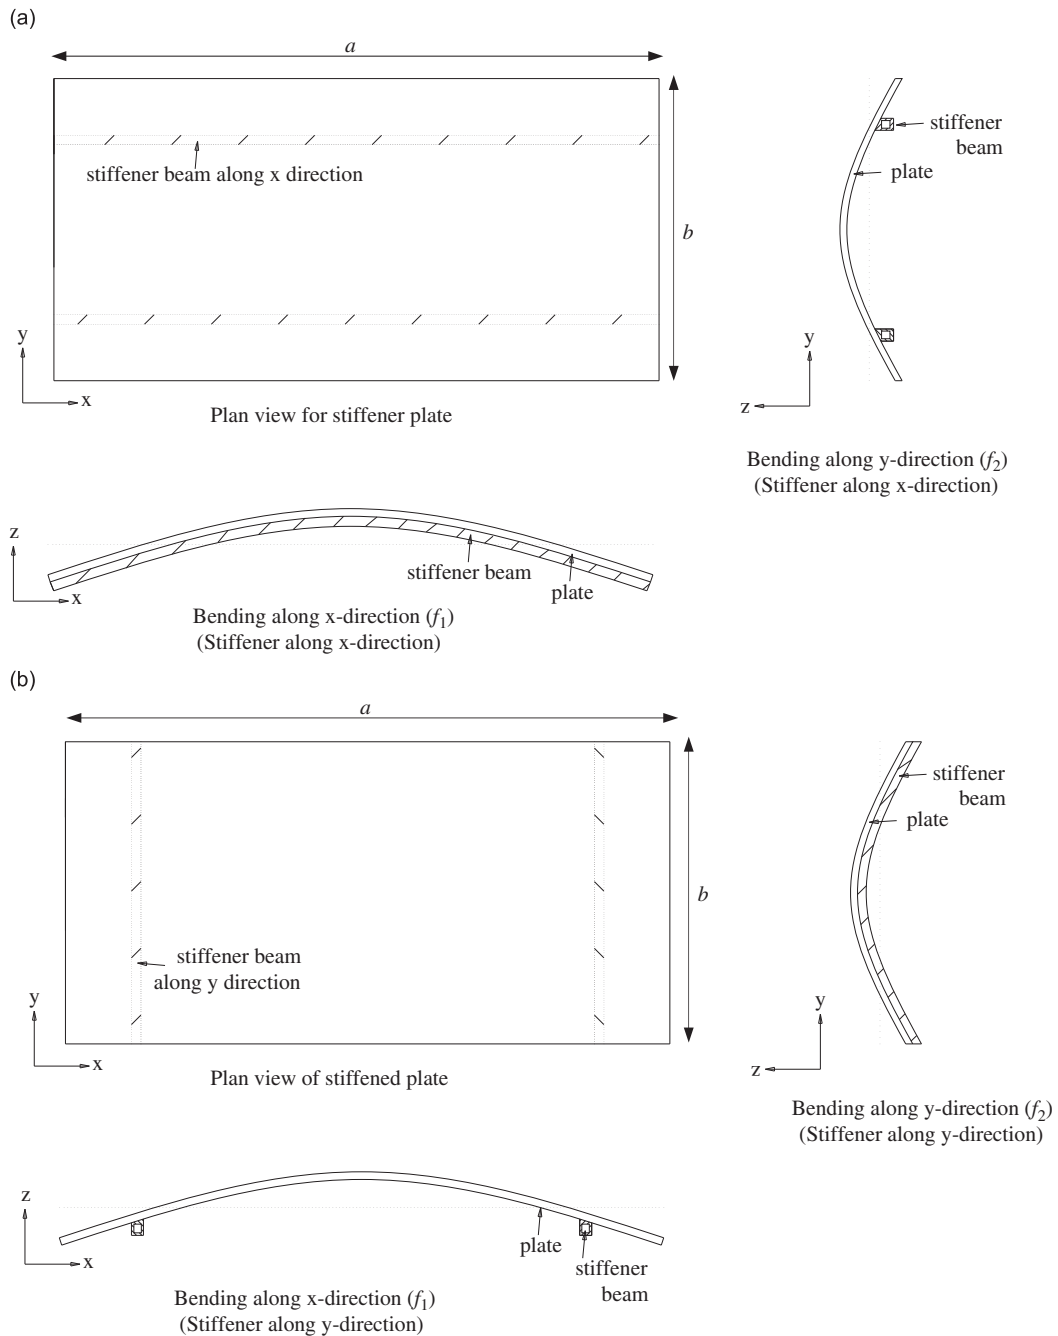 (a)
a
stiffener beam along x direction
b
y
x
Plan view for stiffener plate
stiffener
beam
plate
y
z
Bending along y-direction (f2)
(Stiffener along x-direction)
z
x
stiffener beam
plate
Bending along x-direction (f1)
(Stiffener along x-direction)
(b)
a
stiffener beam
along y direction
b
y
x
Plan view of stiffened plate
stiffener
beam
plate
y
z
Bending along y-direction (f2)
(Stiffener along y-direction)
z
x
plate
stiffener
beam
Bending along x-direction (f1)
(Stiffener along y-direction)